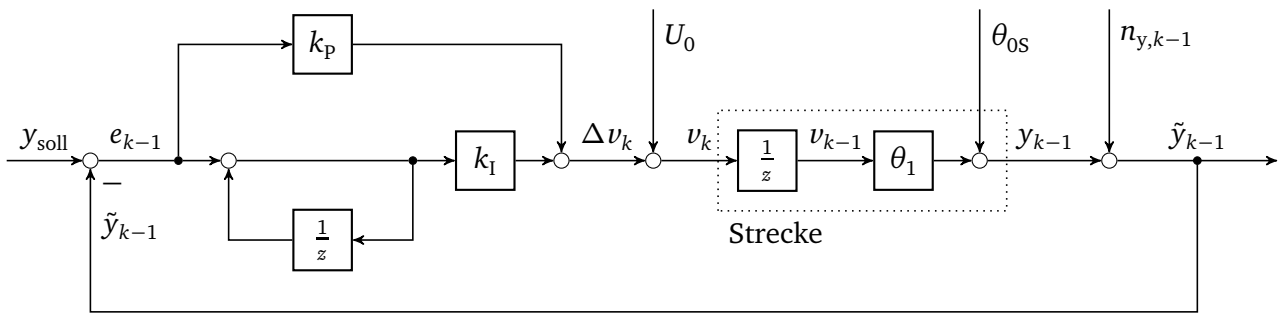 k_P
U_0
θ_0S
n_y,k−1
y_soll
e_k−1
k_I
Δv_k
v_k
1/z
v_k−1
θ_1
y_k−1
ỹ_k−1
−
ỹ_k−1
1/z
Strecke